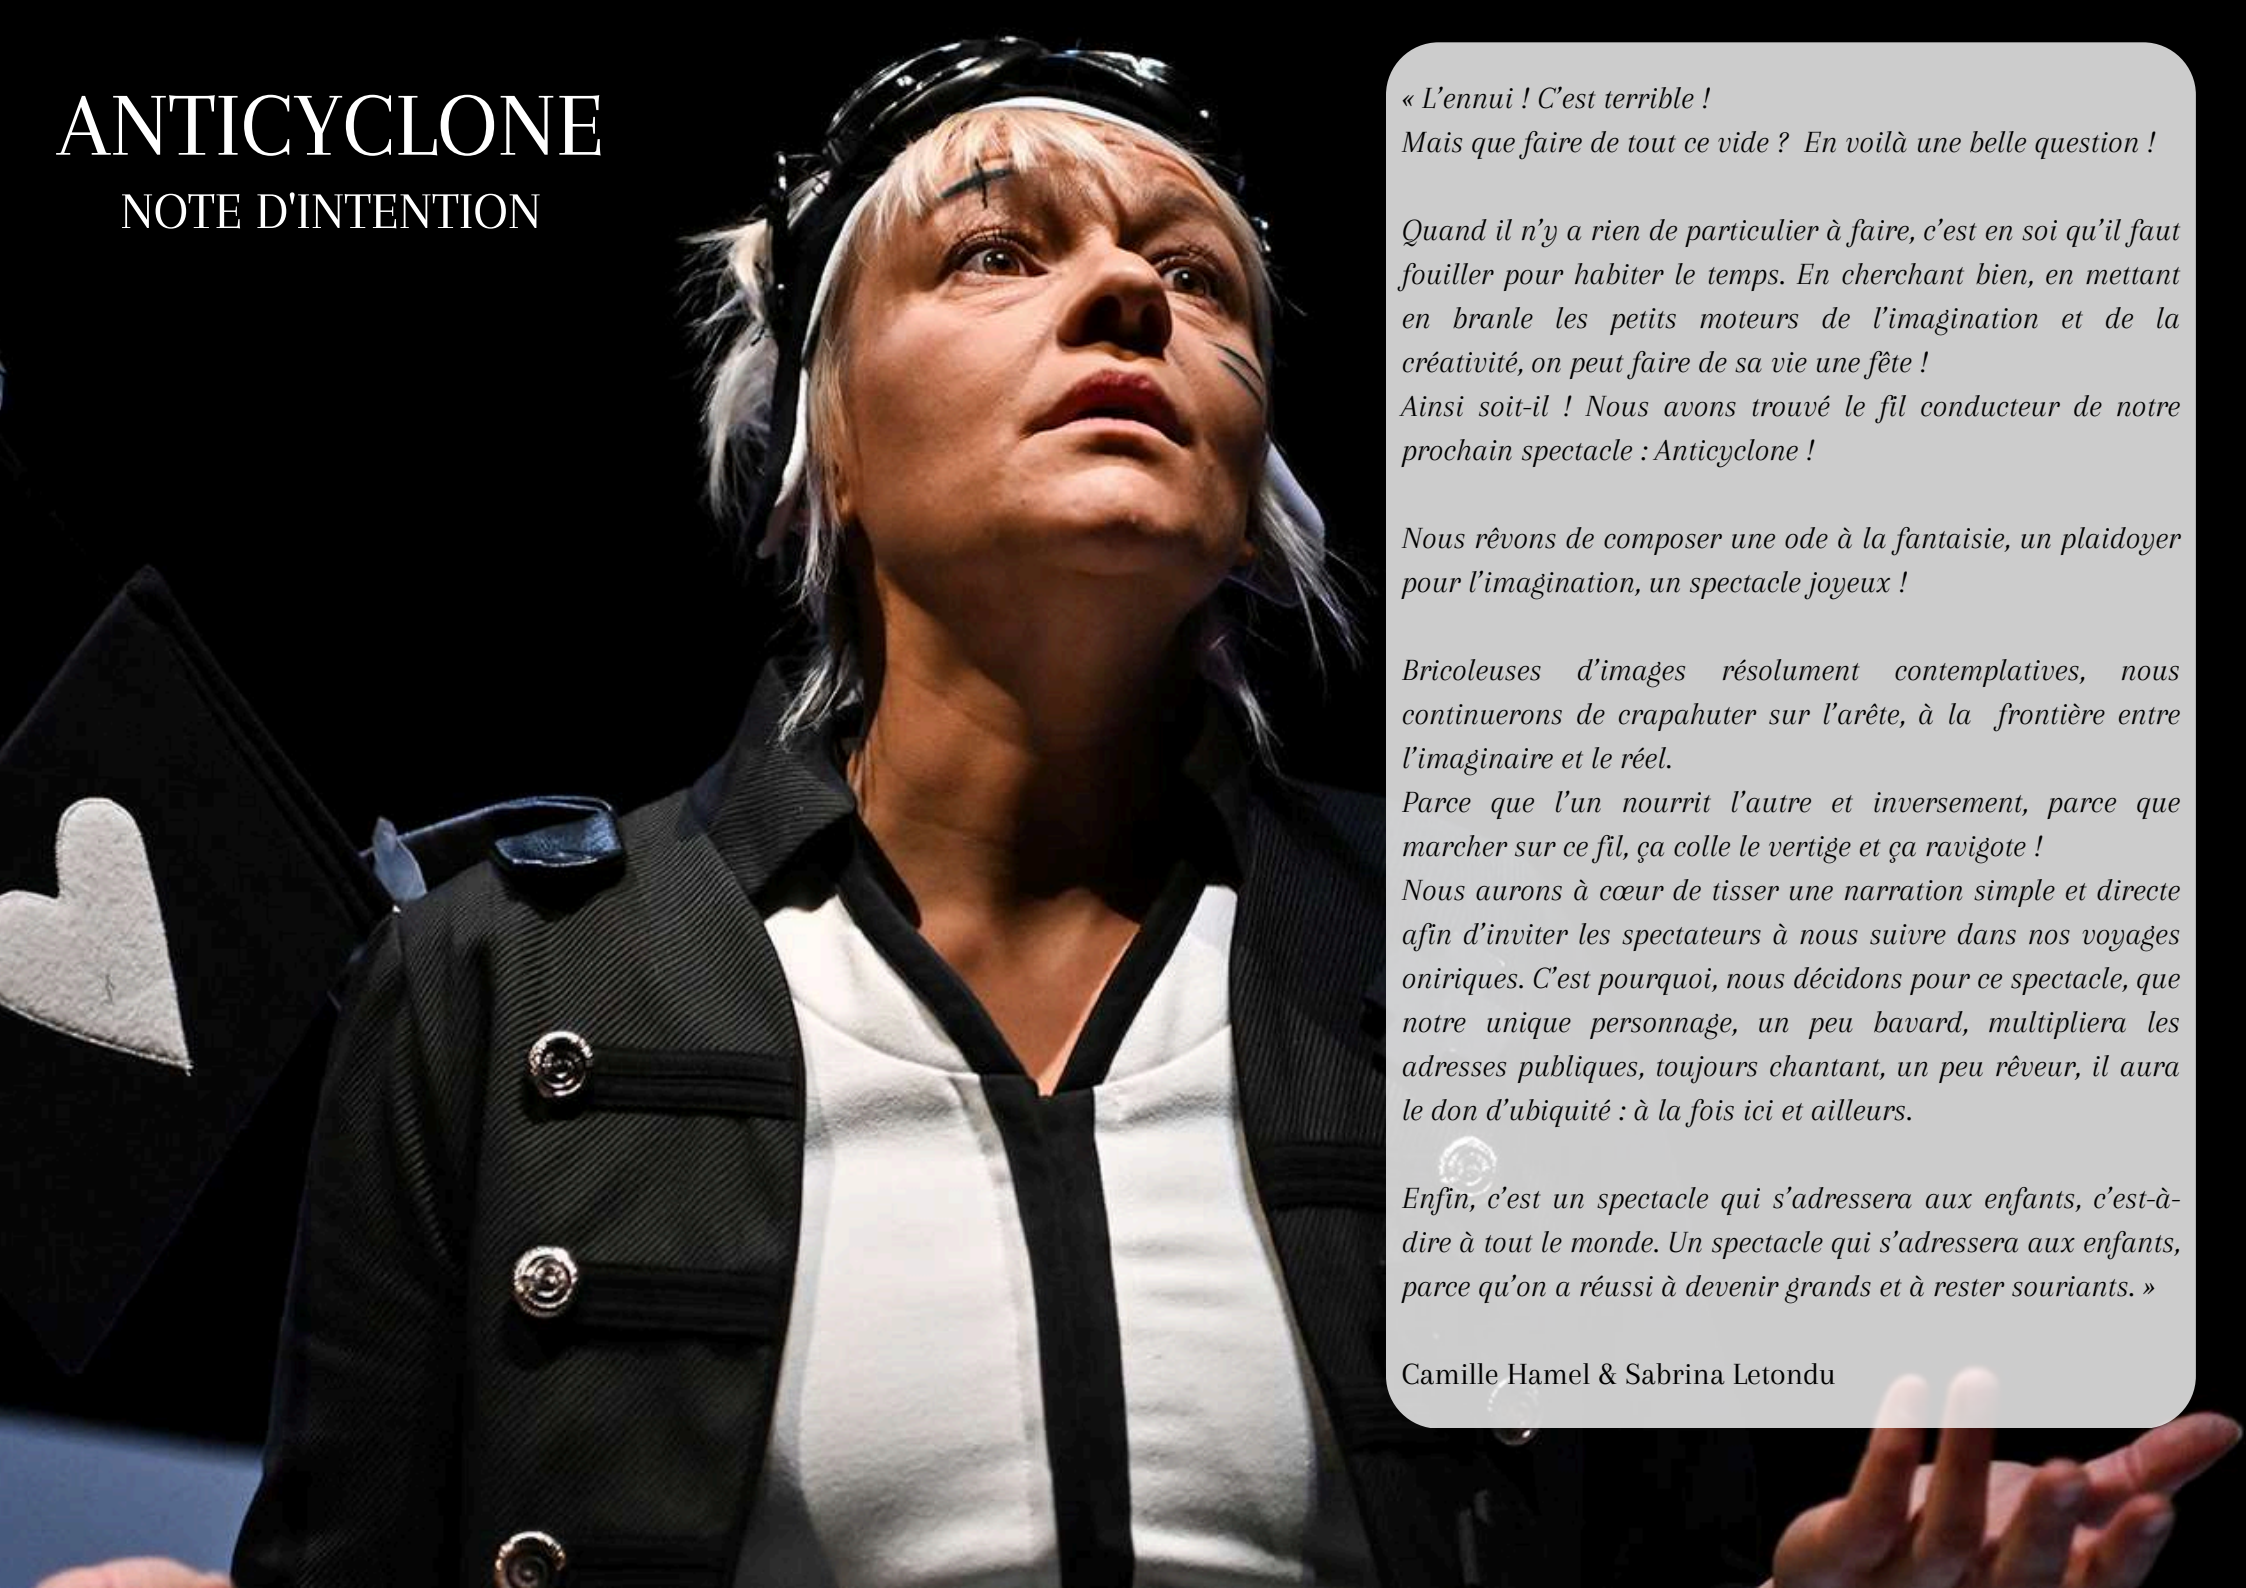 ANTICYCLONE
NOTE D'INTENTION
« L’ennui ! C’est terrible !
Mais que faire de tout ce vide ?  En voilà une belle question !
Quand il n’y a rien de particulier à faire, c’est en soi qu’il faut
fouiller pour habiter le temps. En cherchant bien, en mettant
en branle les petits moteurs de l’imagination et de la
créativité, on peut faire de sa vie une fête !
Ainsi soit-il ! Nous avons trouvé le fil conducteur de notre
prochain spectacle : Anticyclone !
Nous rêvons de composer une ode à la fantaisie, un plaidoyer
pour l’imagination, un spectacle joyeux !
Bricoleuses d’images résolument contemplatives, nous
continuerons de crapahuter sur l’arête, à la  frontière entre
l’imaginaire et le réel.
Parce que l’un nourrit l’autre et inversement, parce que
marcher sur ce fil, ça colle le vertige et ça ravigote !
Nous aurons à cœur de tisser une narration simple et directe
afin d’inviter les spectateurs à nous suivre dans nos voyages
oniriques. C’est pourquoi, nous décidons pour ce spectacle, que
notre unique personnage, un peu bavard, multipliera les
adresses publiques, toujours chantant, un peu rêveur, il aura
le don d’ubiquité : à la fois ici et ailleurs.
Enfin, c’est un spectacle qui s’adressera aux enfants, c’est-à-
dire à tout le monde. Un spectacle qui s’adressera aux enfants,
parce qu’on a réussi à devenir grands et à rester souriants. »
Camille Hamel & Sabrina Letondu